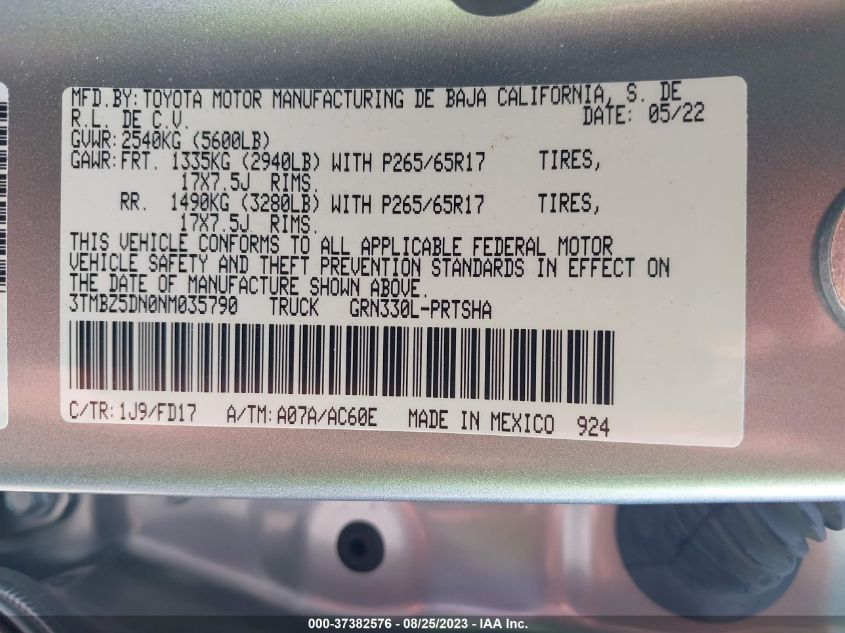 MFD.BY: TOYOTA MOTOR MANUFACTURING DE BAJA CALIFORNIA, S. DE
R.L. DE C.V. DATE: 05/22
GVWR: 2540KG (5600LB)
GAWR: FRT. 1335KG (2940LB) WITH P265/65R17 TIRES,
17X7.5J RIMS.
RR. 1490KG (3280LB) WITH P265/65R17 TIRES,
17X7.5J RIMS.
THIS VEHICLE CONFORMS TO ALL APPLICABLE FEDERAL MOTOR
VEHICLE SAFETY AND THEFT PREVENTION STANDARDS IN EFFECT ON
THE DATE OF MANUFACTURE SHOWN ABOVE.
3TMBZ5DN0NM035790 TRUCK GRN330L-PRTSHA
C/TR: 1J9/FD17 A/TM: A07A/AC60E MADE IN MEXICO 924
000-37382576 - 08/25/2023 - IAA Inc.